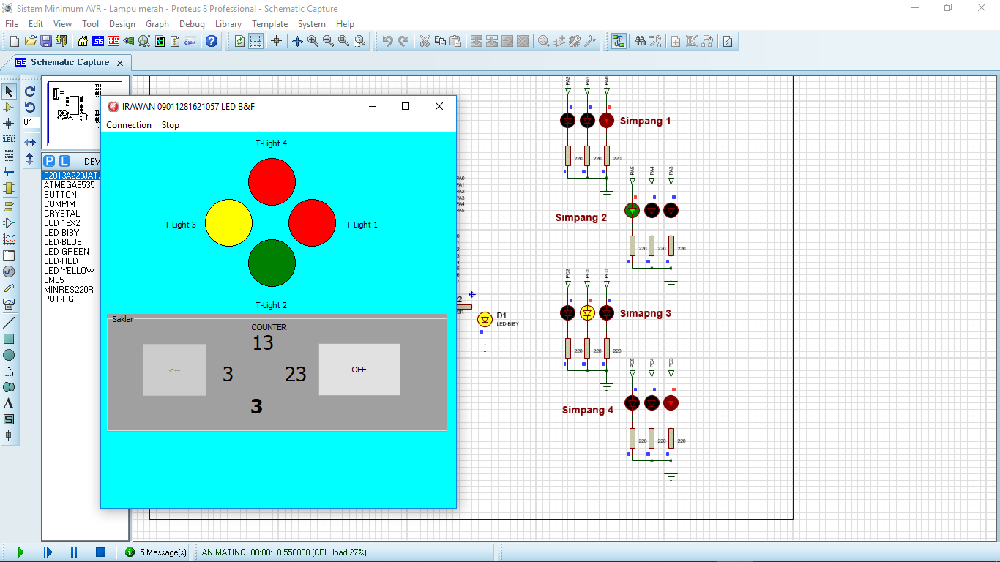 Sistem Minimum AVR - Lampu merah - Proteus 8 Professional - Schematic Capture
File Edit View Tool Design Graph Debug Library Template System Help
Schematic Capture
0°
LBL
P L DEV
02013A220JAT2
ATMEGA8535
BUTTON
COMPIM
CRYSTAL
LCD 16X2
LED-BIBY
LED-BLUE
LED-GREEN
LED-RED
LED-YELLOW
LM35
MINRES220R
POT-HG
IRAWAN 09011281621057 LED B&F
Connection Stop
T-Light 4
T-Light 3
T-Light 1
T-Light 2
Saklar
COUNTER
13
<--
3
23
OFF
3
PA0
PA1
PA2
PA3
PA4
PA5
D1
LED-BIBY
PA2 PA1 PA0
Simpang 1
220 220 220
PA5 PA4 PA3
Simpang 2
220 220 220
PC2 PC1 PC0
Simapng 3
220 220 220
PC5 PC4 PC3
Simpang 4
220 220 220
5 Message(s)
ANIMATING: 00:00:18.550000 (CPU load 27%)